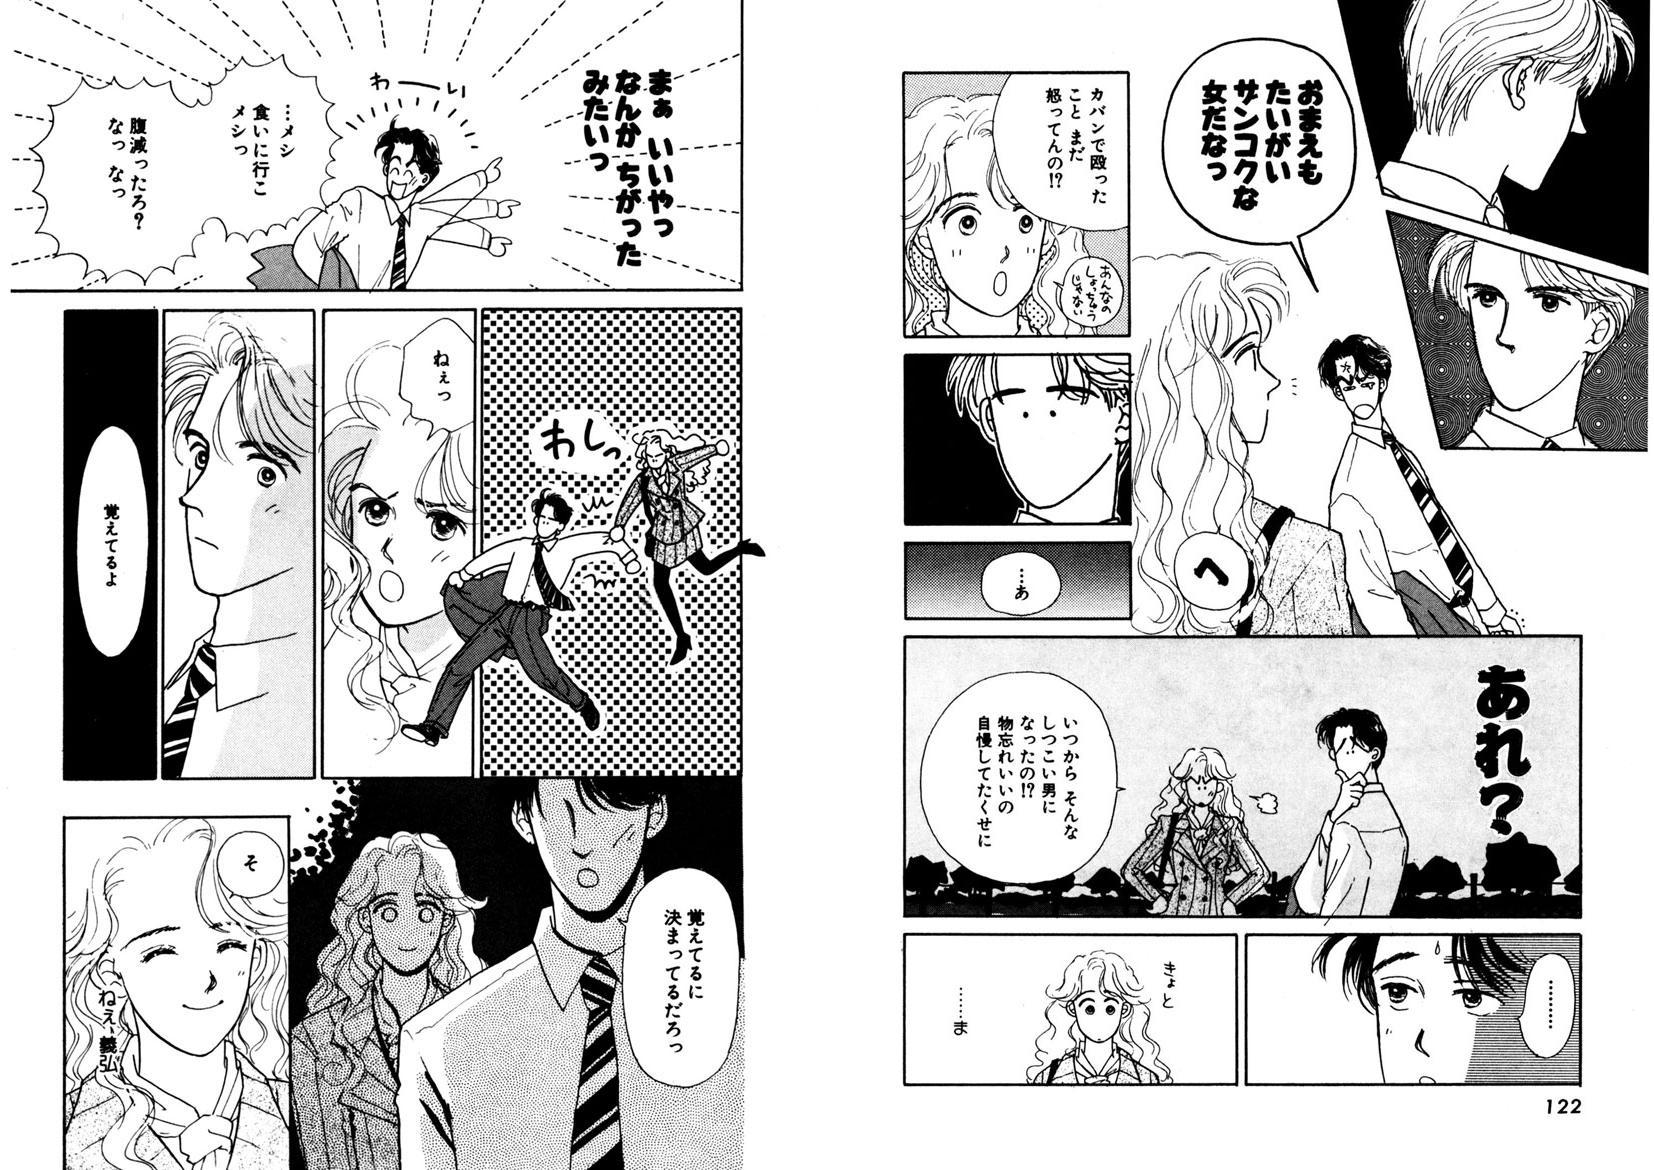 おまえも
たいがい
ザンコクな
女だなっ
へ
カバンで殴った
こと まだ
怒ってんの!?
あんなの
しょっちゅう
じゃない
…あ
あれ?
いつから そんな
しつこい男に
なったの!?
物忘れいいの
自慢してたくせに
………
きょと
……ま
122
まぁ いいやっ
なんか ちがった
みたいっ
わーい
…メシ
食いに行こ
メシっ
腹減ったろ?
なっ なっ
わしっ
ねぇっ
覚えてるよ
覚えてるに
決まってるだろっ
そ
ねえ、義弘